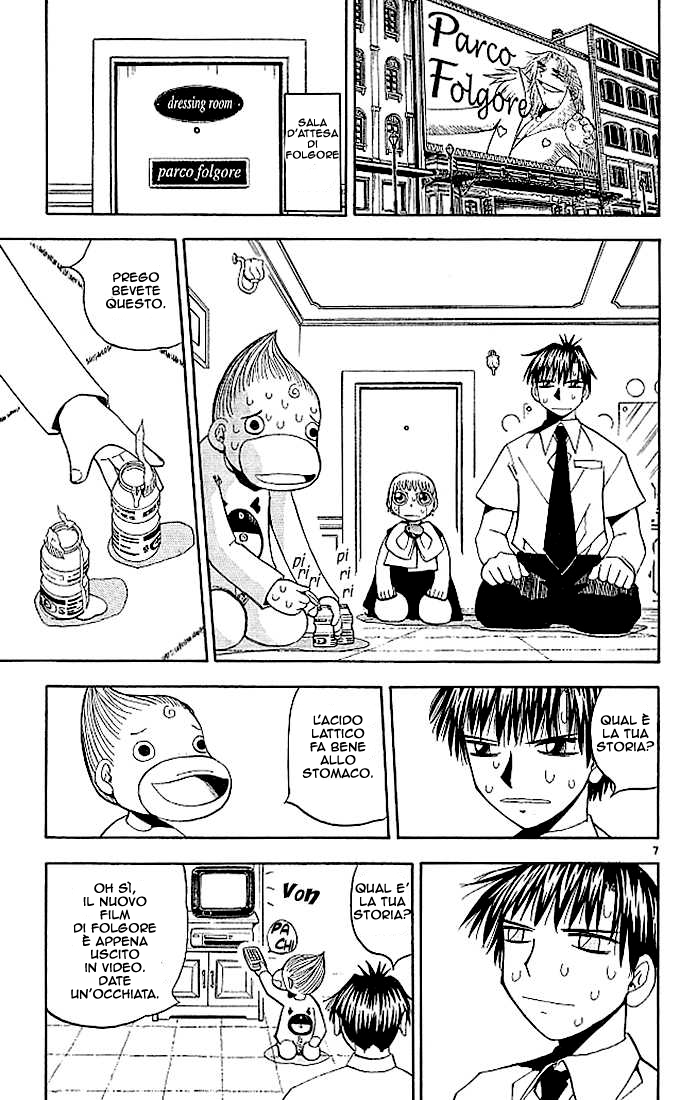 Parco
Folgore
SALA
D'ATTESA
DI
FOLGORE
dressing room
parco folgore
pi
ri
ri
pi
ri
ri
PREGO
BEVETE
QUESTO.
QUAL È
LA TUA
STORIA?
L'ACIDO
LATTICO
FA BENE
ALLO
STOMACO.
7
QUAL E'
LA TUA
STORIA?
Von
PA
CHI
OH SÌ,
IL NUOVO
FILM
DI FOLGORE
È APPENA
USCITO
IN VIDEO.
DATE
UN'OCCHIATA.